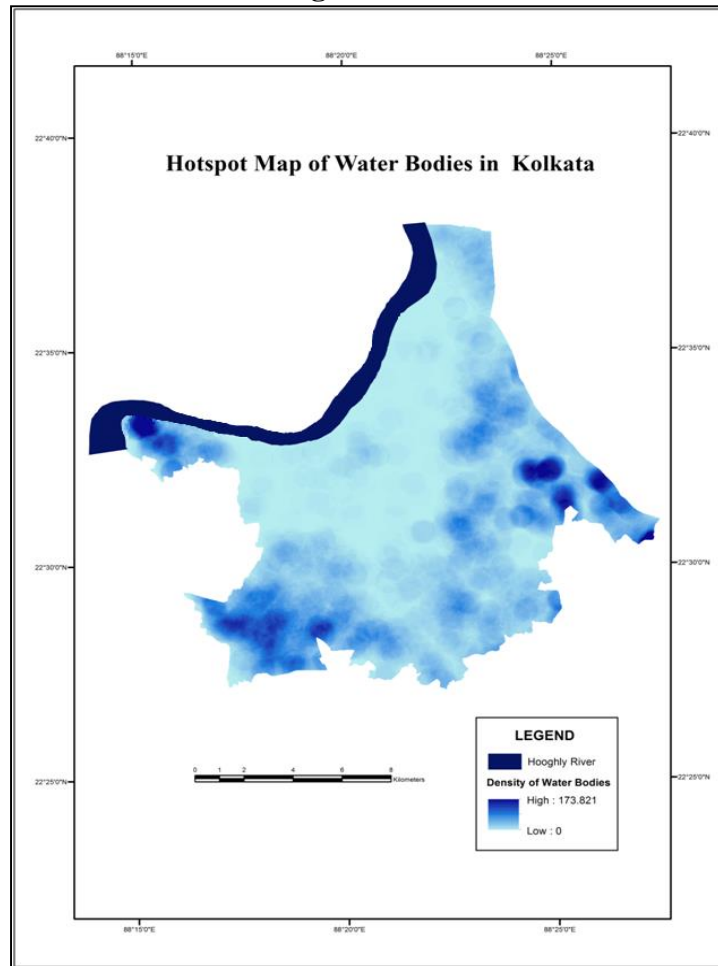 88°15'0"E 88°20'0"E 88°25'0"E
22°40'0"N 22°40'0"N
Hotspot Map of Water Bodies in Kolkata
22°35'0"N 22°35'0"N
22°30'0"N 22°30'0"N
LEGEND
Hooghly River
Density of Water Bodies
High : 173.821
Low : 0
0 1 2 4 6 8
Kilometers
22°25'0"N 22°25'0"N
88°15'0"E 88°20'0"E 88°25'0"E